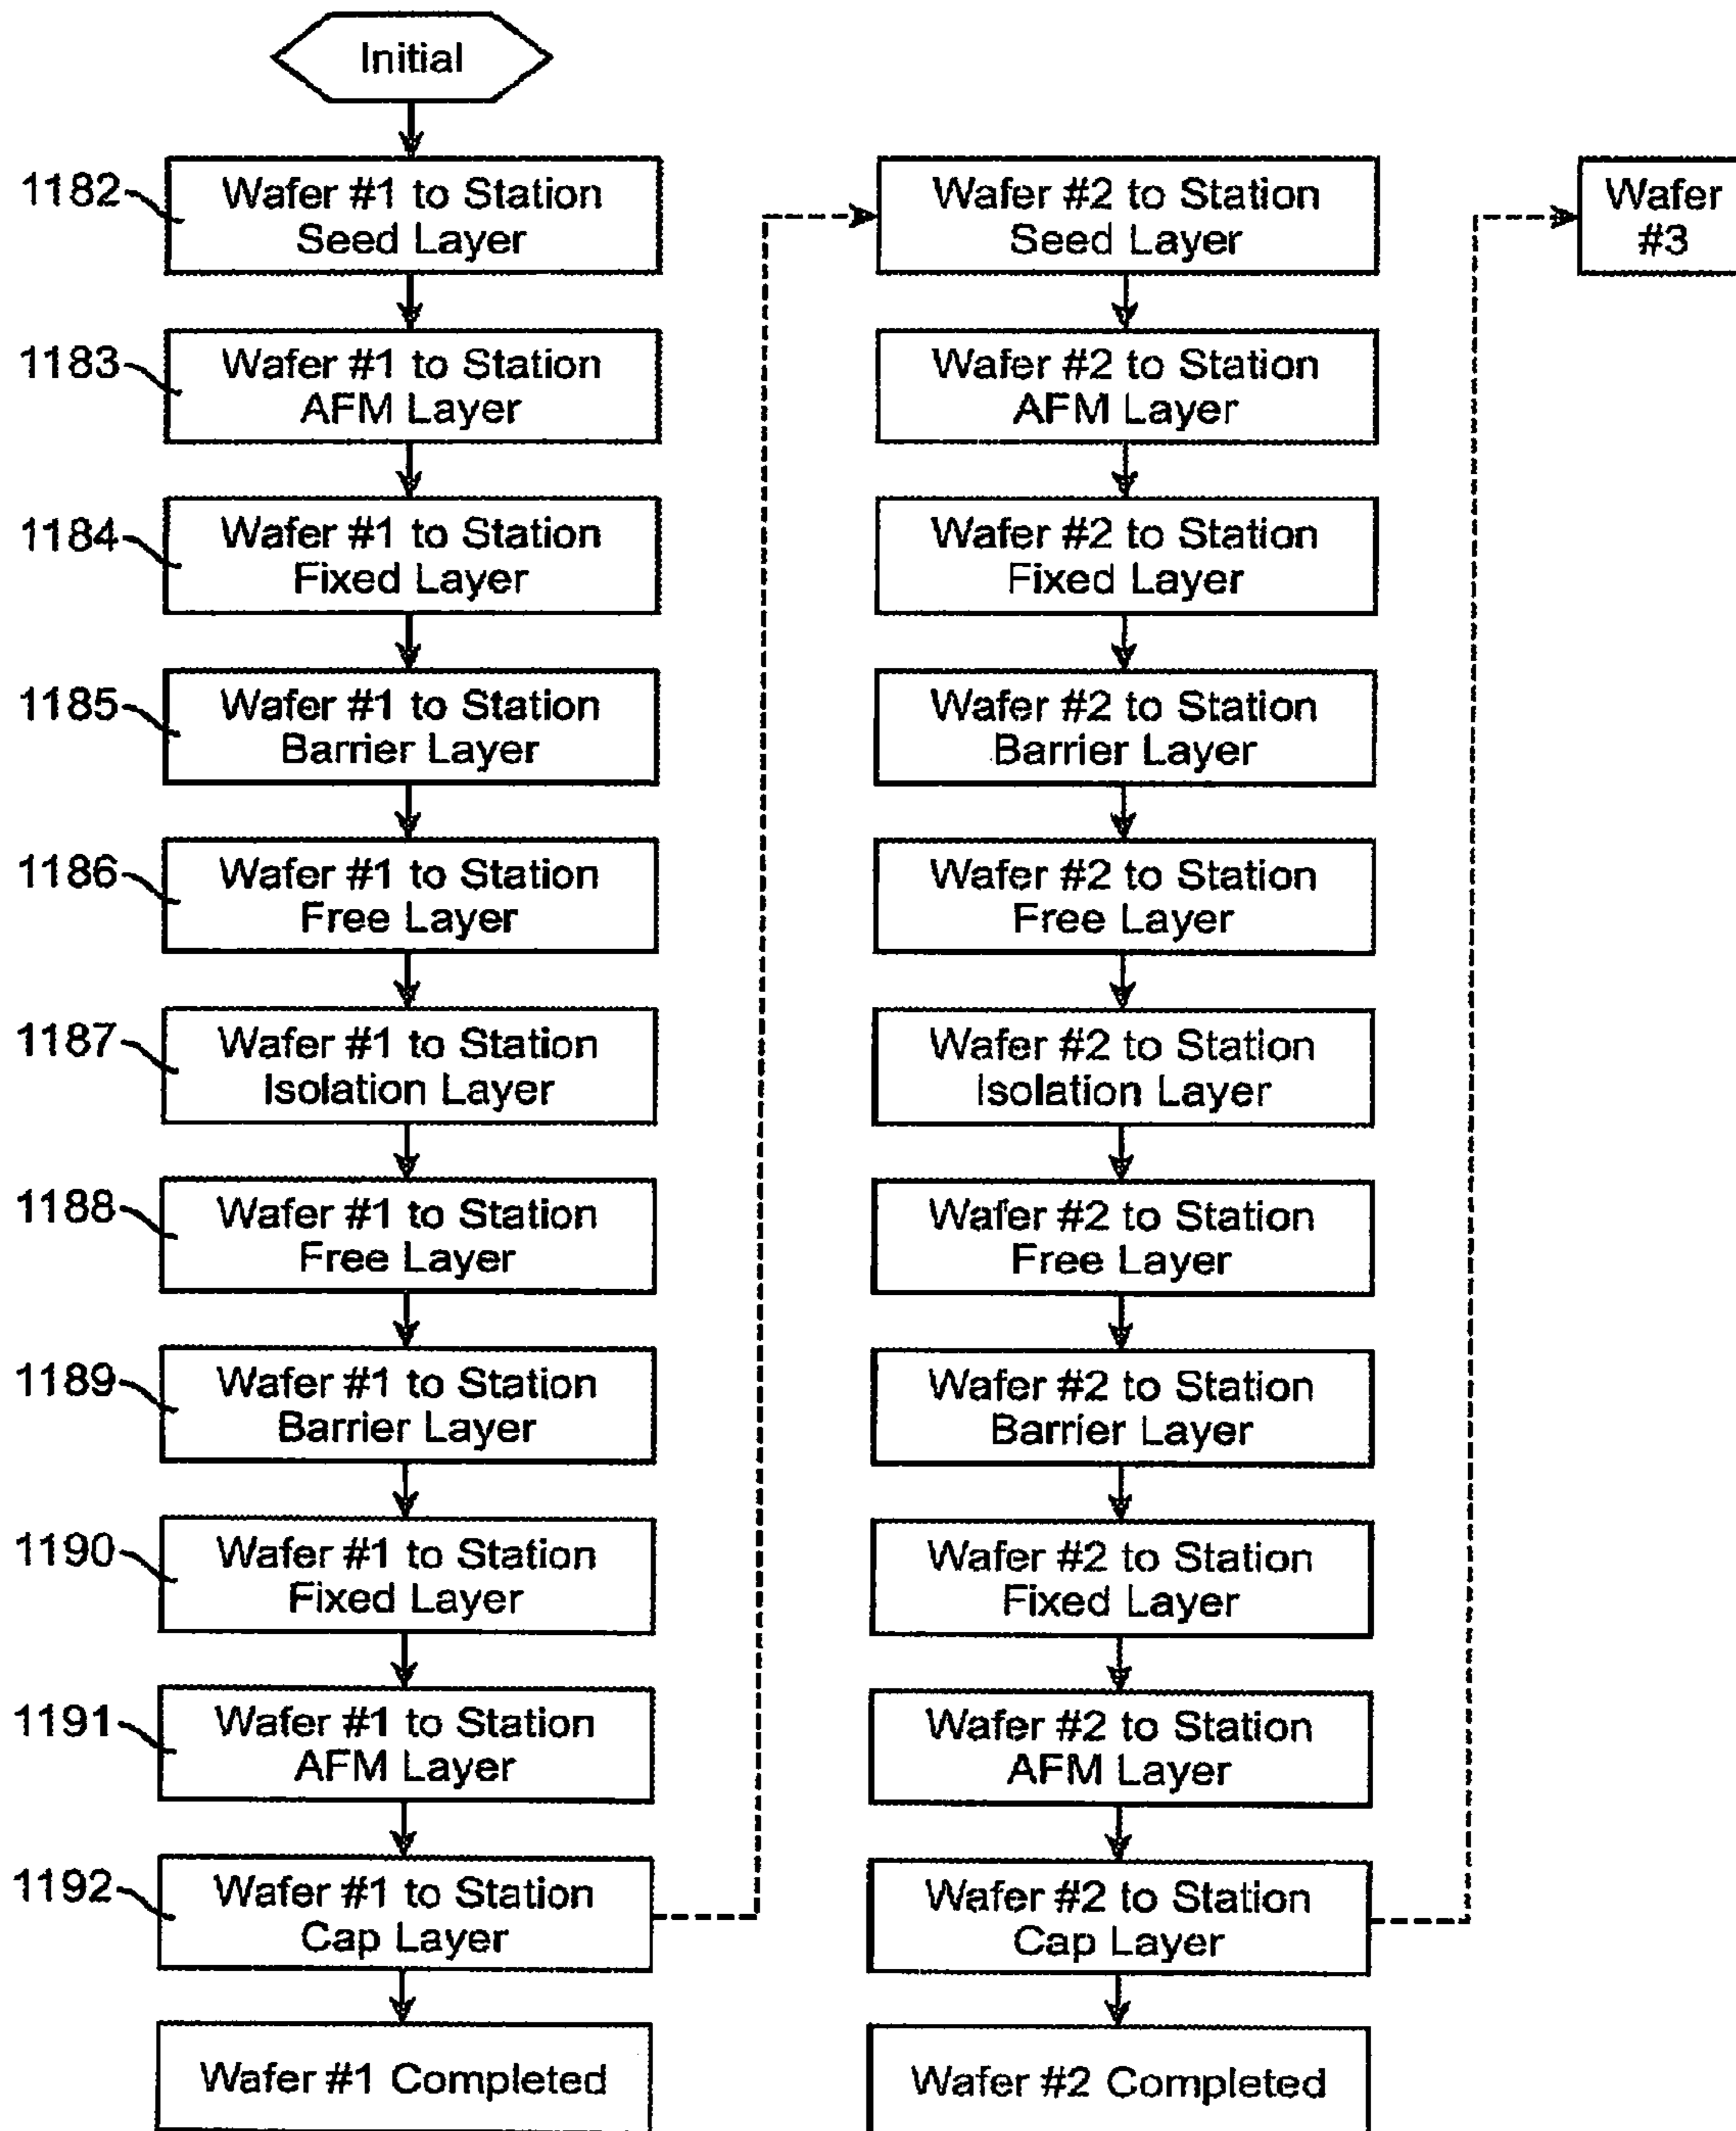 Initial
1182
Wafer #1 to Station
Seed Layer
1183
Wafer #1 to Station
AFM Layer
1184
Wafer #1 to Station
Fixed Layer
1185
Wafer #1 to Station
Barrier Layer
1186
Wafer #1 to Station
Free Layer
1187
Wafer #1 to Station
Isolation Layer
1188
Wafer #1 to Station
Free Layer
1189
Wafer #1 to Station
Barrier Layer
1190
Wafer #1 to Station
Fixed Layer
1191
Wafer #1 to Station
AFM Layer
1192
Wafer #1 to Station
Cap Layer
Wafer #1 Completed
Wafer #2 to Station
Seed Layer
Wafer #2 to Station
AFM Layer
Wafer #2 to Station
Fixed Layer
Wafer #2 to Station
Barrier Layer
Wafer #2 to Station
Free Layer
Wafer #2 to Station
Isolation Layer
Wafer #2 to Station
Free Layer
Wafer #2 to Station
Barrier Layer
Wafer #2 to Station
Fixed Layer
Wafer #2 to Station
AFM Layer
Wafer #2 to Station
Cap Layer
Wafer #2 Completed
Wafer
#3